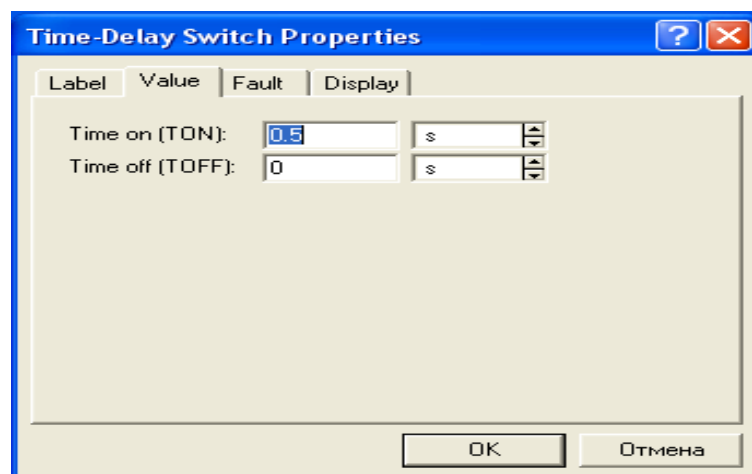 Time-Delay Switch Properties
Label Value Fault Display
Time on (TON): 0.5 s
Time off (TOFF): 0 s
OK Отмена